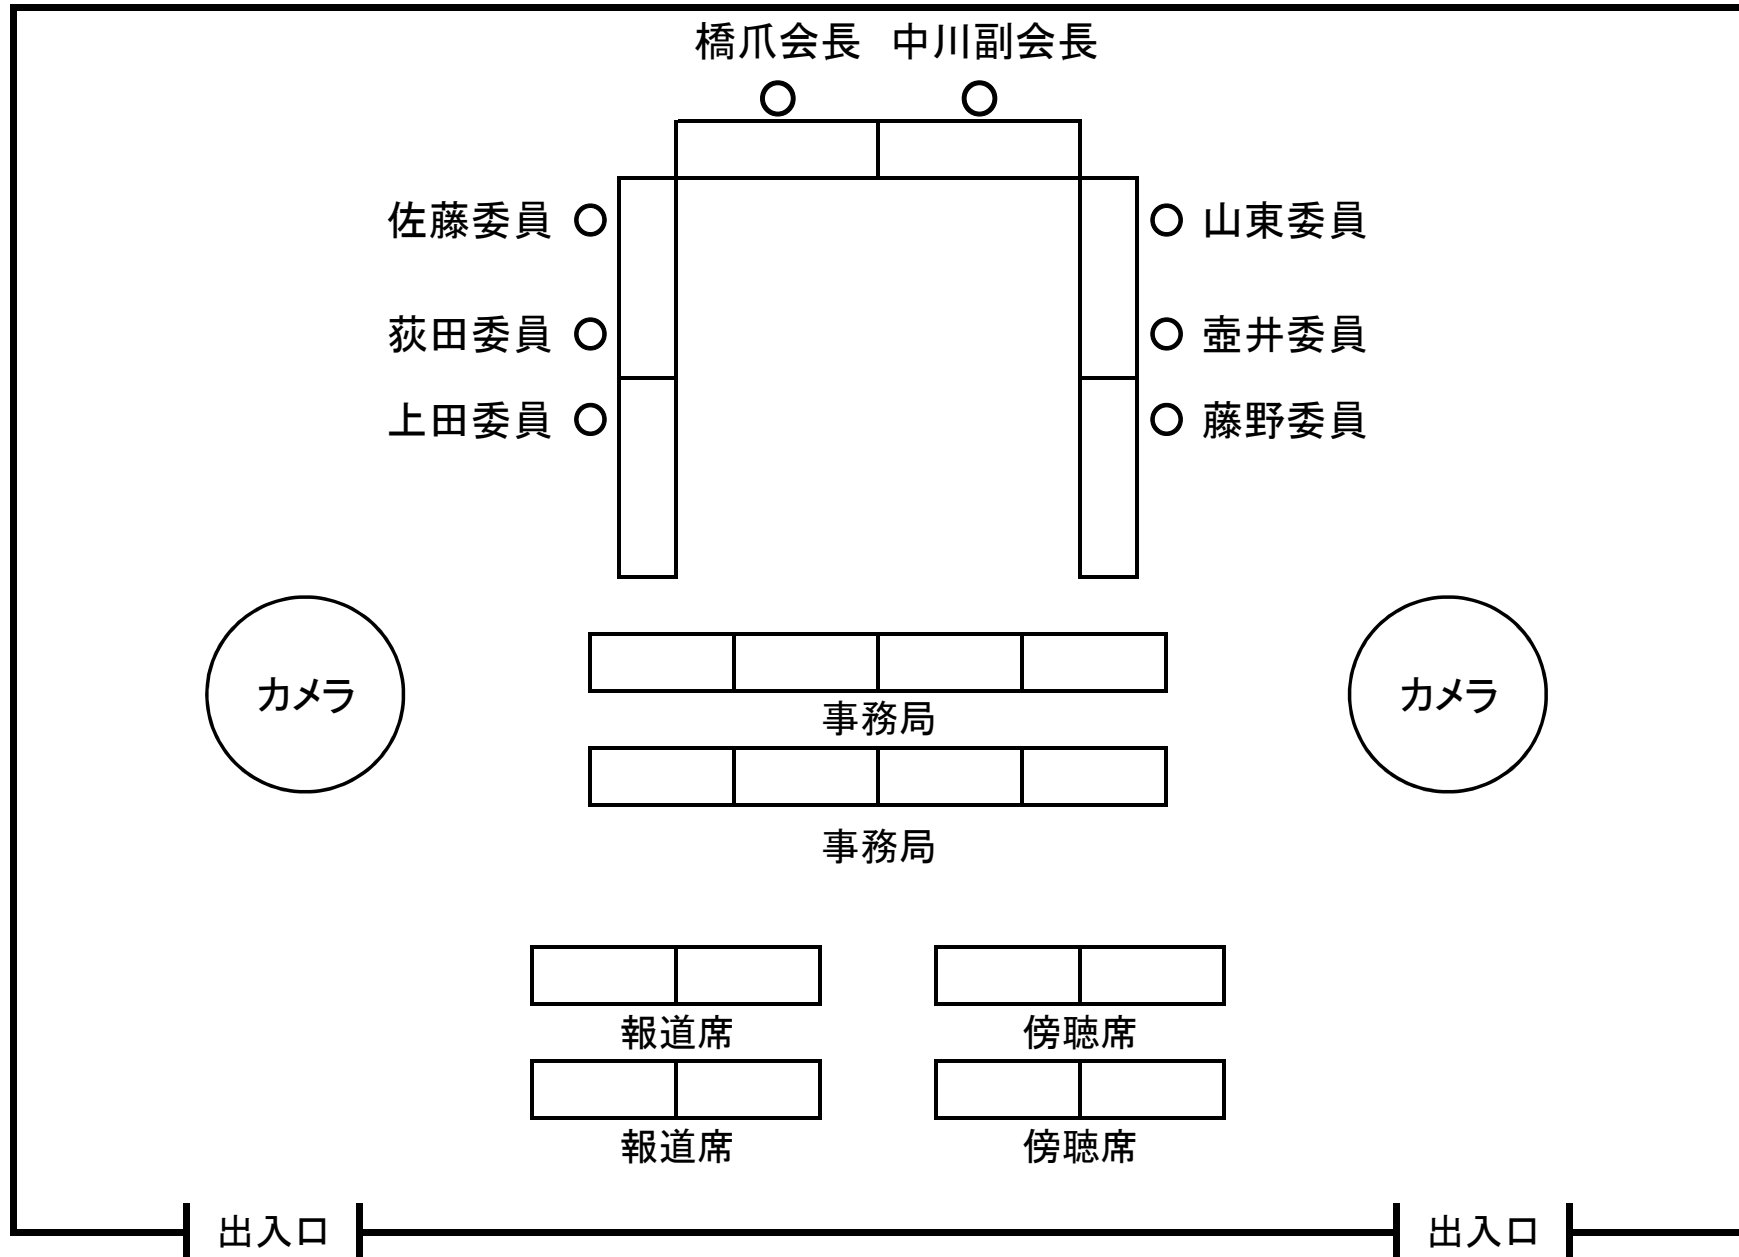 橋爪会長 中川副会長
佐藤委員 山東委員
荻田委員 壺井委員
上田委員 藤野委員
カメラ カメラ
事務局
事務局
報道席 傍聴席
報道席 傍聴席
出入口 出入口